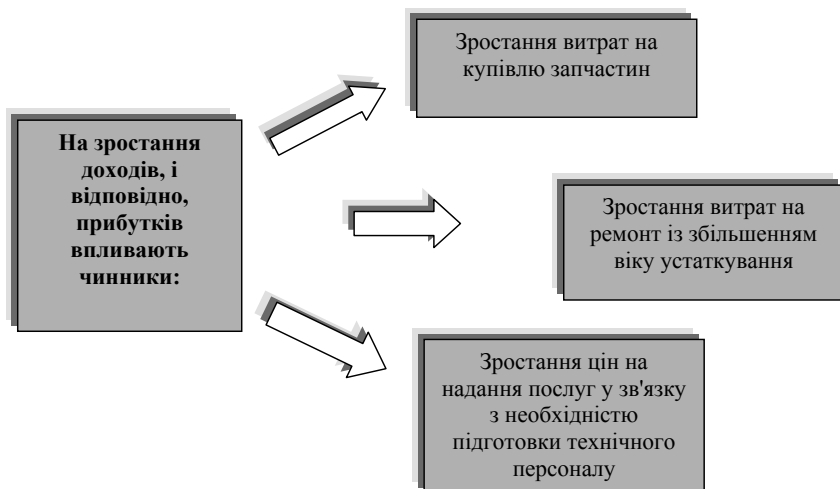 На зростання
доходів, і
відповідно,
прибутків
впливають
чинники:
Зростання витрат на
купівлю запчастин
Зростання витрат на
ремонт із збільшенням
віку устаткування
Зростання цін на
надання послуг у зв'язку
з необхідністю
підготовки технічного
персоналу